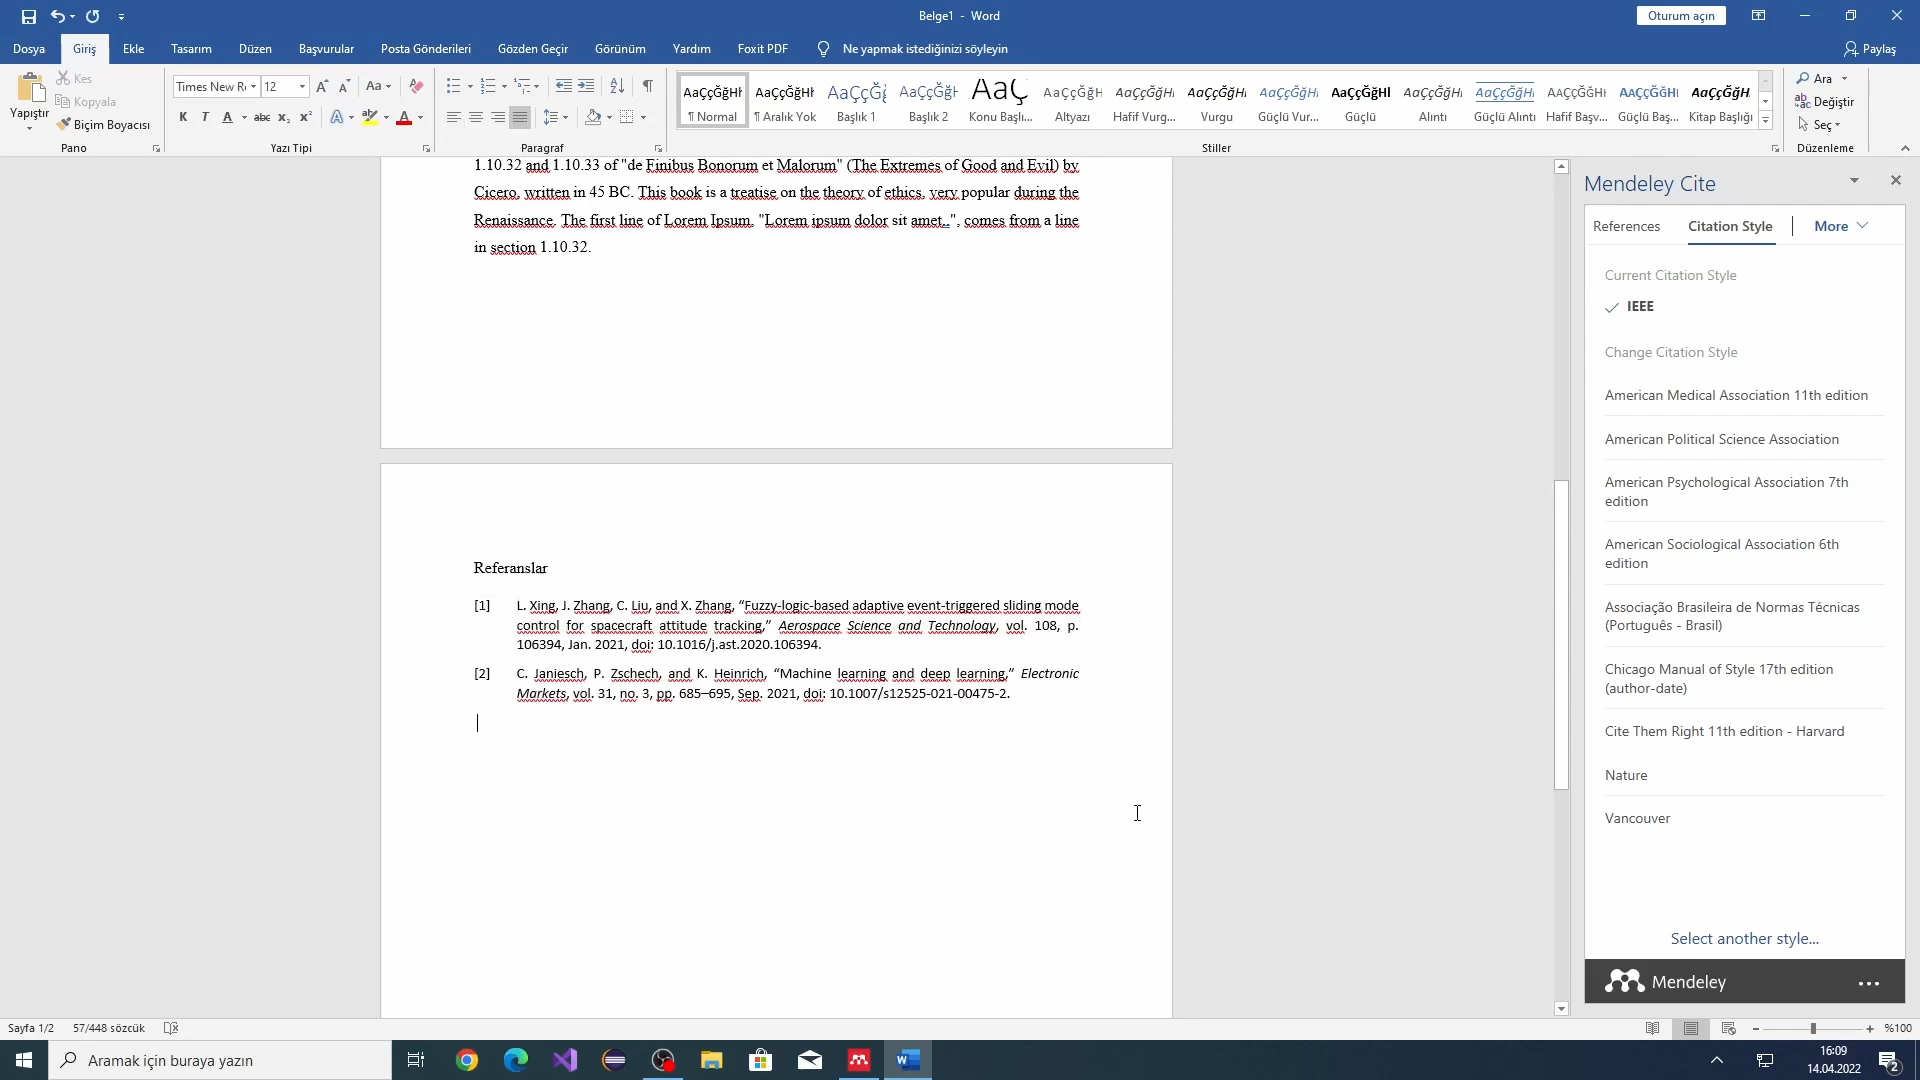 Belge1 - Word
Oturum açın
Dosya
Giriş
Ekle
Tasarım
Düzen
Başvurular
Posta Gönderileri
Gözden Geçir
Görünüm
Yardım
Foxit PDF
Ne yapmak istediğinizi söyleyin
Paylaş
Yapıştır
Kes
Kopyala
Biçim Boyacısı
Pano
Times New R
12
Yazı Tipi
Paragraf
¶ Normal
¶ Aralık Yok
Başlık 1
Başlık 2
Konu Başlı...
Altyazı
Hafif Vurg...
Vurgu
Güçlü Vur...
Güçlü
Alıntı
Güçlü Alıntı
Hafif Başv...
Güçlü Baş...
Kitap Başlığı
Stiller
Ara
Değiştir
Seç
Düzenleme
1.10.32 and 1.10.33 of "de Finibus Bonorum et Malorum" (The Extremes of Good and Evil) by
Cicero, written in 45 BC. This book is a treatise on the theory of ethics, very popular during the
Renaissance. The first line of Lorem Ipsum, "Lorem ipsum dolor sit amet..", comes from a line
in section 1.10.32.
Referanslar
[1] L. Xing, J. Zhang, C. Liu, and X. Zhang, “Fuzzy-logic-based adaptive event-triggered sliding mode
control for spacecraft attitude tracking,” Aerospace Science and Technology, vol. 108, p.
106394, Jan. 2021, doi: 10.1016/j.ast.2020.106394.
[2] C. Janiesch, P. Zschech, and K. Heinrich, “Machine learning and deep learning,” Electronic
Markets, vol. 31, no. 3, pp. 685–695, Sep. 2021, doi: 10.1007/s12525-021-00475-2.
Mendeley Cite
References
Citation Style
More
Current Citation Style
IEEE
Change Citation Style
American Medical Association 11th edition
American Political Science Association
American Psychological Association 7th
edition
American Sociological Association 6th
edition
Associação Brasileira de Normas Técnicas
(Português - Brasil)
Chicago Manual of Style 17th edition
(author-date)
Cite Them Right 11th edition - Harvard
Nature
Vancouver
Select another style...
Mendeley
Sayfa 1/2
57/448 sözcük
%100
Aramak için buraya yazın
16:09
14.04.2022
2